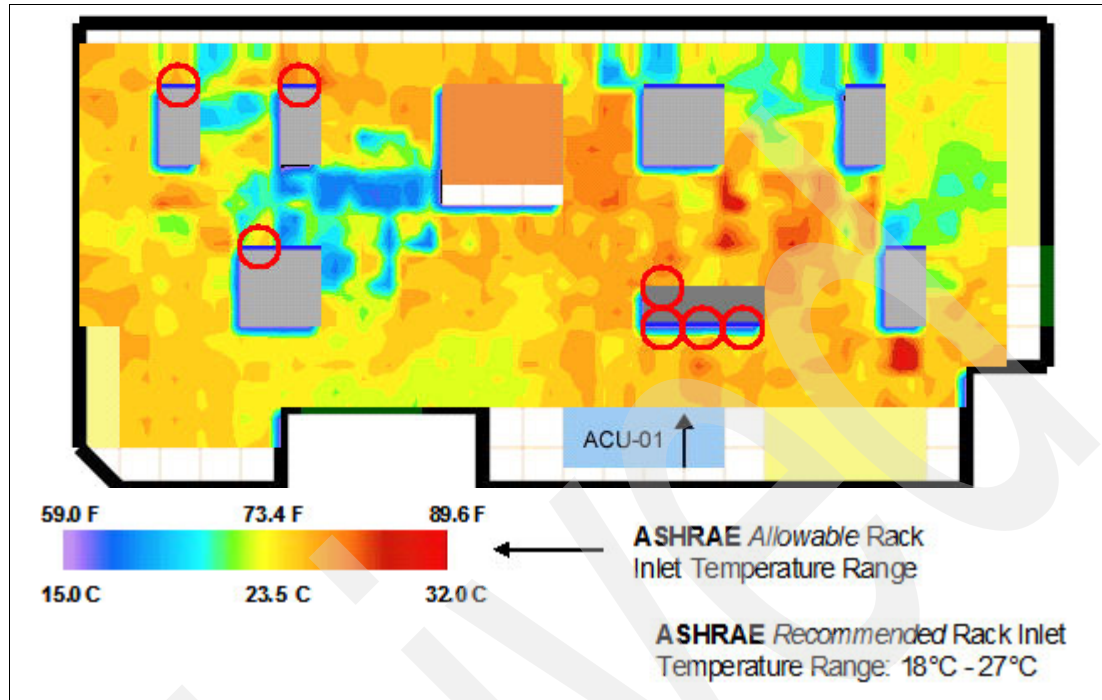 ACU-01
59.0 F 73.4 F 89.6 F
15.0 C 23.5 C 32.0 C
ASHRAE Allowable Rack
Inlet Temperature Range
ASHRAE Recommended Rack Inlet
Temperature Range: 18°C - 27°C